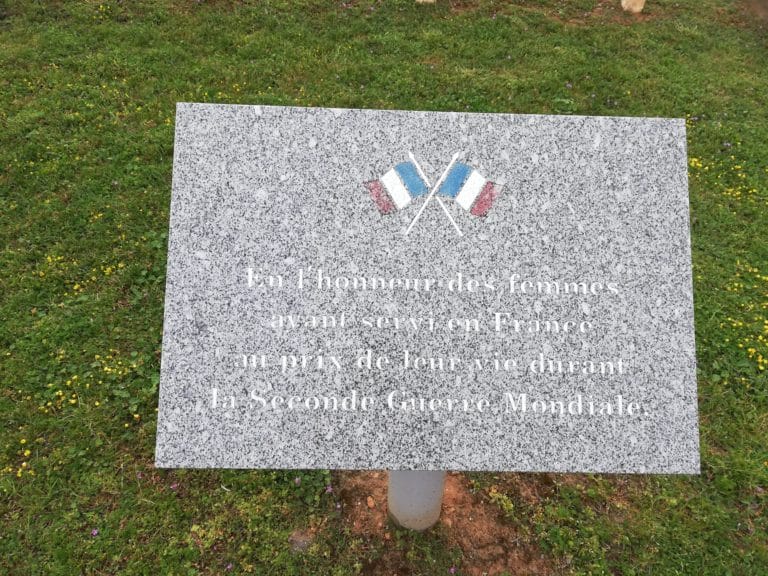 En l'honneur des femmes
ayant servi en France
au prix de leur vie durant
la Seconde Guerre Mondiale.